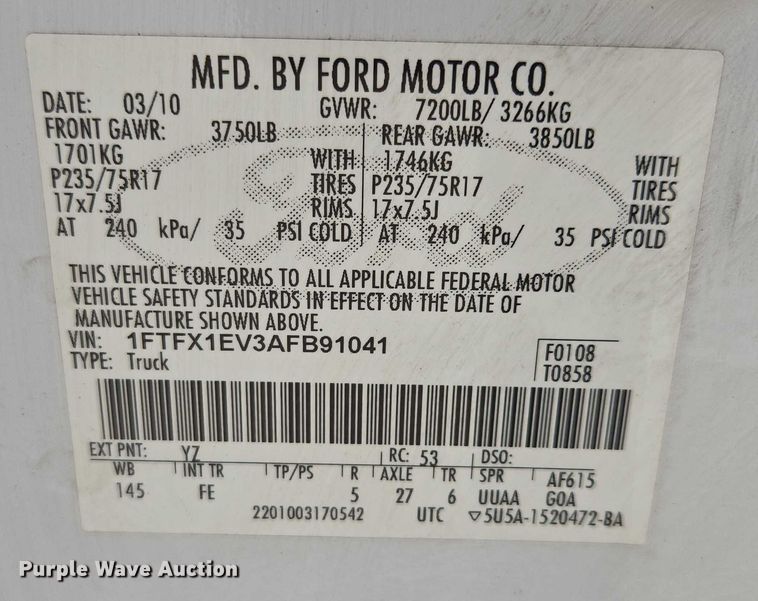 MFD. BY FORD MOTOR CO.
DATE: 03/10 GVWR: 7200LB/ 3266KG
FRONT GAWR: 3750LB REAR GAWR: 3850LB
1701KG WITH 1746KG WITH
P235/75R17 TIRES P235/75R17 TIRES
17x7.5J RIMS 17x7.5J RIMS
AT 240 kPa/ 35 PSI COLD AT 240 kPa/ 35 PSI COLD
Ford
THIS VEHICLE CONFORMS TO ALL APPLICABLE FEDERAL MOTOR
VEHICLE SAFETY STANDARDS IN EFFECT ON THE DATE OF
MANUFACTURE SHOWN ABOVE.
VIN: 1FTFX1EV3AFB91041
TYPE: Truck
F0108
T0858
EXT PNT: YZ RC: 53 DSO:
WB INT TR TP/PS R AXLE TR SPR AF615
145 FE 5 27 6 UUAA GOA
2201003170542 UTC ▽5U5A-1520472-BA
Purple Wave Auction